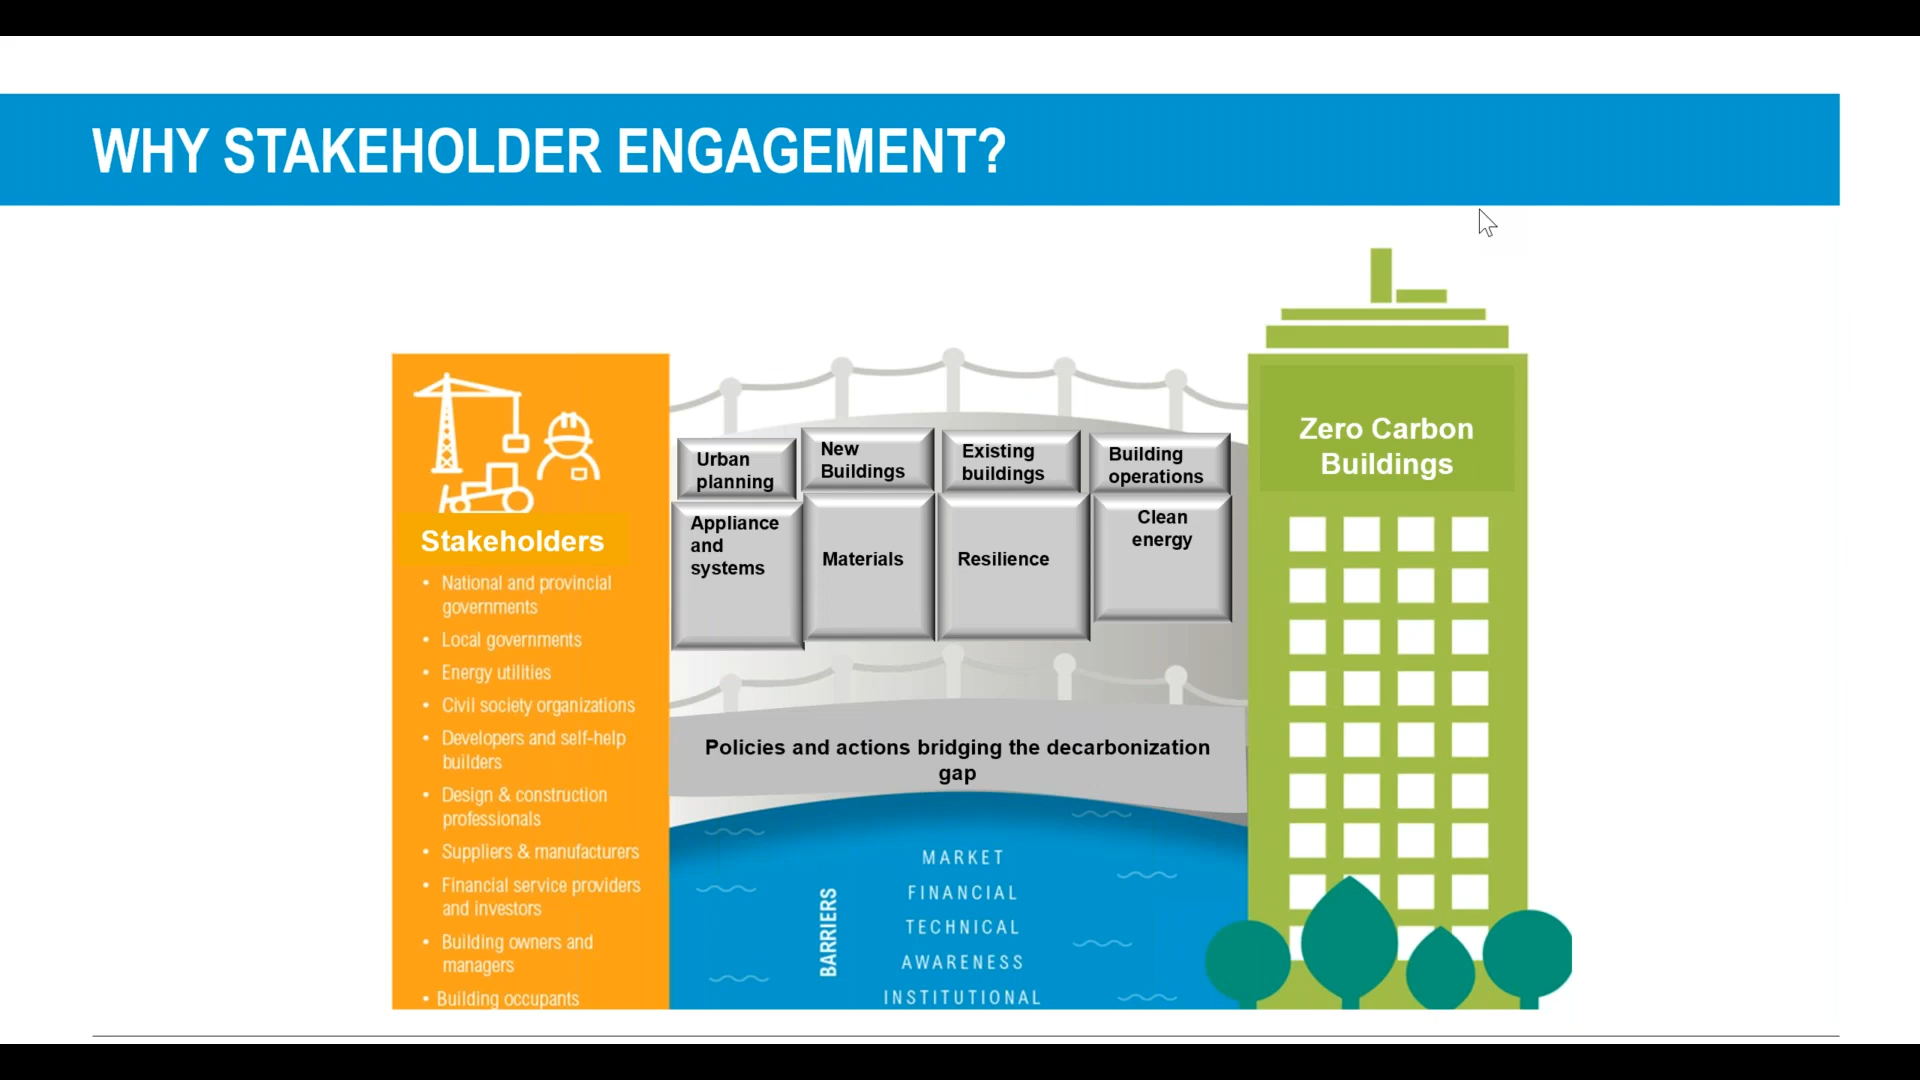 WHY STAKEHOLDER ENGAGEMENT?
Stakeholders
• National and provincial
governments
• Local governments
• Energy utilities
• Civil society organizations
• Developers and self-help
builders
• Design & construction
professionals
• Suppliers & manufacturers
• Financial service providers
and investors
• Building owners and
managers
• Building occupants
Urban
planning
New
Buildings
Existing
buildings
Building
operations
Appliance
and
systems
Materials
Resilience
Clean
energy
Policies and actions bridging the decarbonization
gap
BARRIERS
MARKET
FINANCIAL
TECHNICAL
AWARENESS
INSTITUTIONAL
Zero Carbon
Buildings